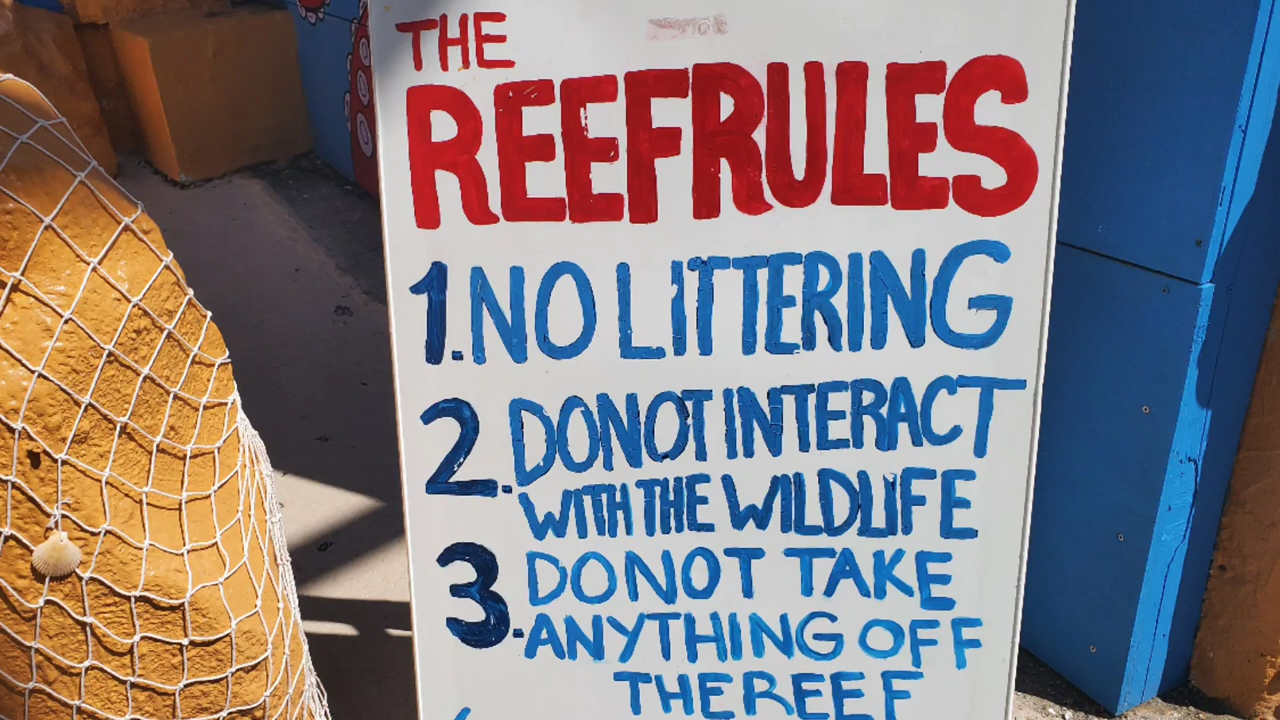 THE
REEFRULES
1. NO LITTERING
2. DO NOT INTERACT
WITH THE WILDLIFE
3. DO NOT TAKE
ANYTHING OFF
THE REEF